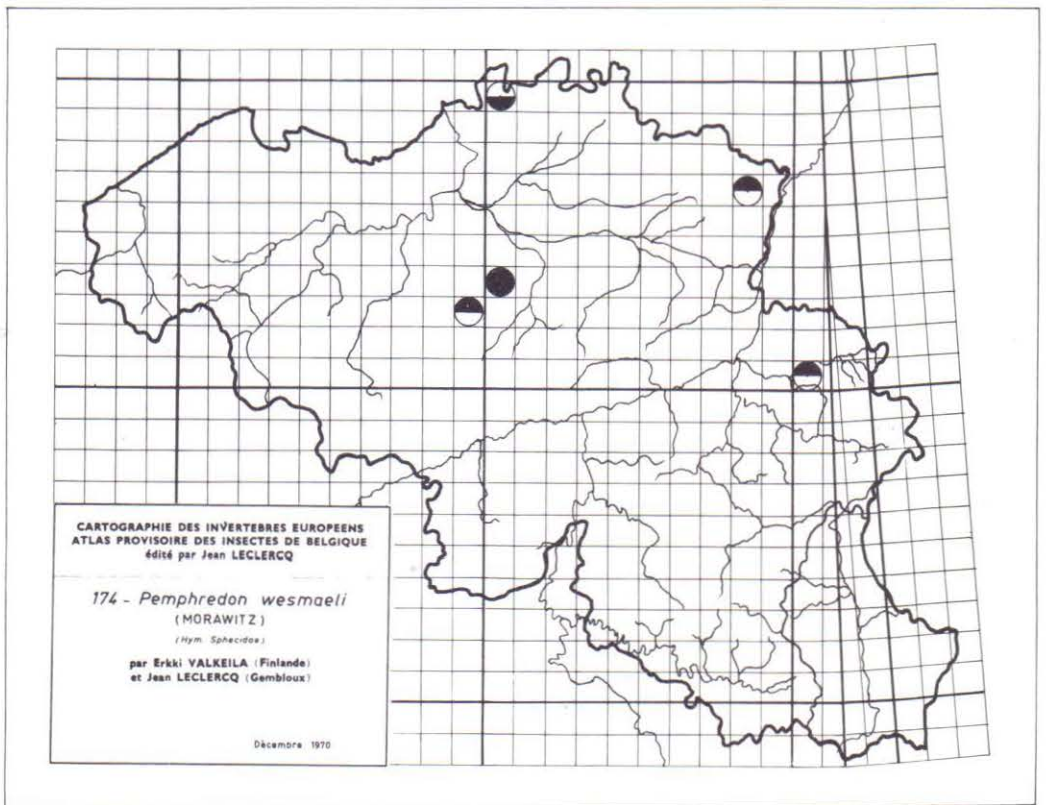 CARTOGRAPHIE DES INVERTEBRES EUROPEENS
ATLAS PROVISOIRE DES INSECTES DE BELGIQUE
édité par Jean LECLERCQ
174 - Pemphredon wesmaeli
(MORAWITZ)
(Hym. Sphecidae)
par Erkki VALKEILA (Finlande)
et Jean LECLERCQ (Gembloux)
Décembre 1970